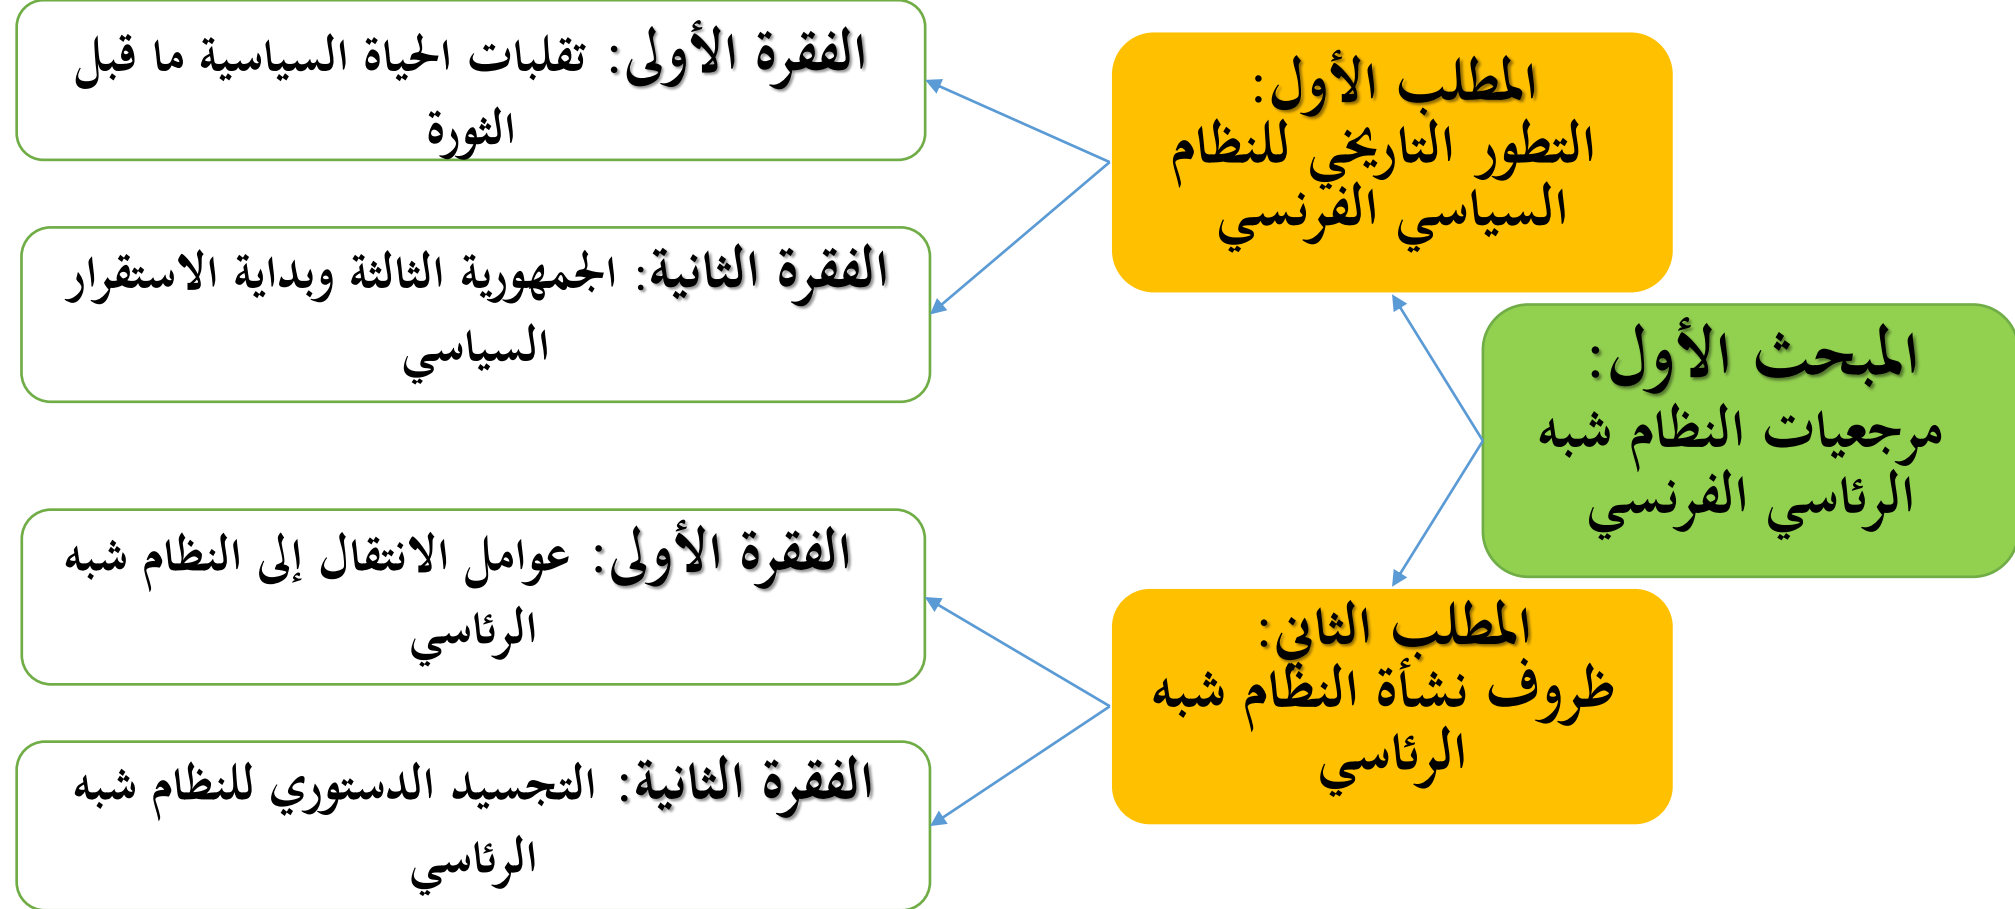 المبحث الأول:
مرجعيات النظام شبه
الرئاسي الفرنسي
المطلب الأول:
التطور التاريخي للنظام
السياسي الفرنسي
الفقرة الأولى: تقلبات الحياة السياسية ما قبل
الثورة
الفقرة الثانية: الجمهورية الثالثة وبداية الاستقرار
السياسي
المطلب الثاني:
ظروف نشأة النظام شبه
الرئاسي
الفقرة الأولى: عوامل الانتقال إلى النظام شبه
الرئاسي
الفقرة الثانية: التجسيد الدستوري للنظام شبه
الرئاسي